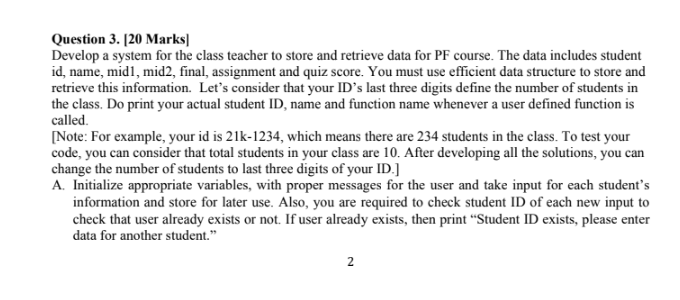 Question 3. [20 Marks]
Develop a system for the class teacher to store and retrieve data for PF course. The data includes student
id, name, mid1, mid2, final, assignment and quiz score. You must use efficient data structure to store and
retrieve this information. Let's consider that your ID's last three digits define the number of students in
the class. Do print your actual student ID, name and function name whenever a user defined function is
called.
[Note: For example, your id is 21k-1234, which means there are 234 students in the class. To test your
code, you can consider that total students in your class are 10. After developing all the solutions, you can
change the number of students to last three digits of your ID.]
A. Initialize appropriate variables, with proper messages for the user and take input for each student's
information and store for later use. Also, you are required to check student ID of each new input to
check that user already exists or not. If user already exists, then print “Student ID exists, please enter
data for another student.”
2